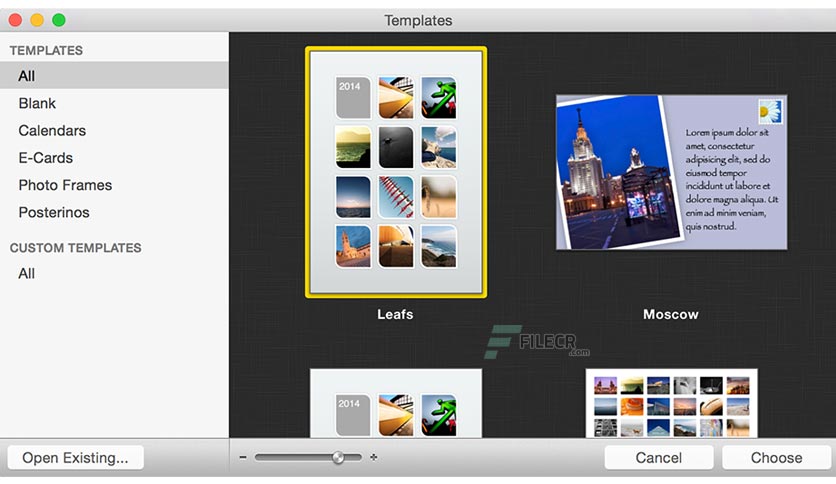 Templates
TEMPLATES
All
Blank
Calendars
E-Cards
Photo Frames
Posterinos
CUSTOM TEMPLATES
All
2014
Lorem ipsum dolor sit
amet, consectetur
adipisicing elit, sed do
eiusmod tempor
incididunt ut labore et
dolore magna aliqua. Ut
enim ad minim veniam,
quis nostrud.
Leafs
Moscow
FILECR
.com
2014
Open Existing...
Cancel
Choose